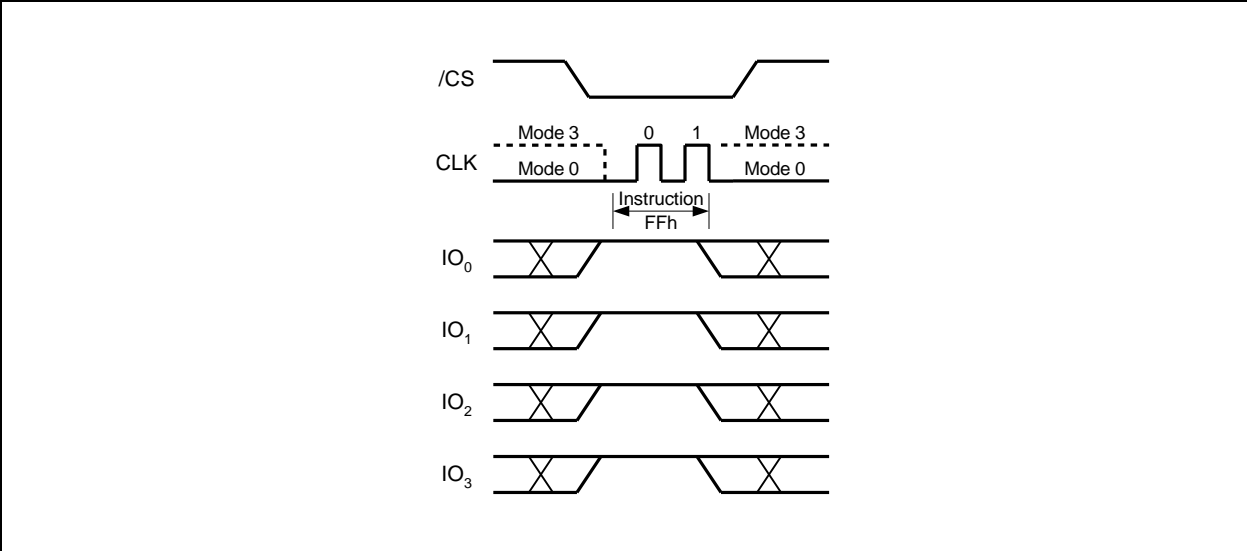 /CS
Mode 3 0 1 Mode 3
CLK
Mode 0 Mode 0
Instruction
FFh
IO0
IO1
IO2
IO3